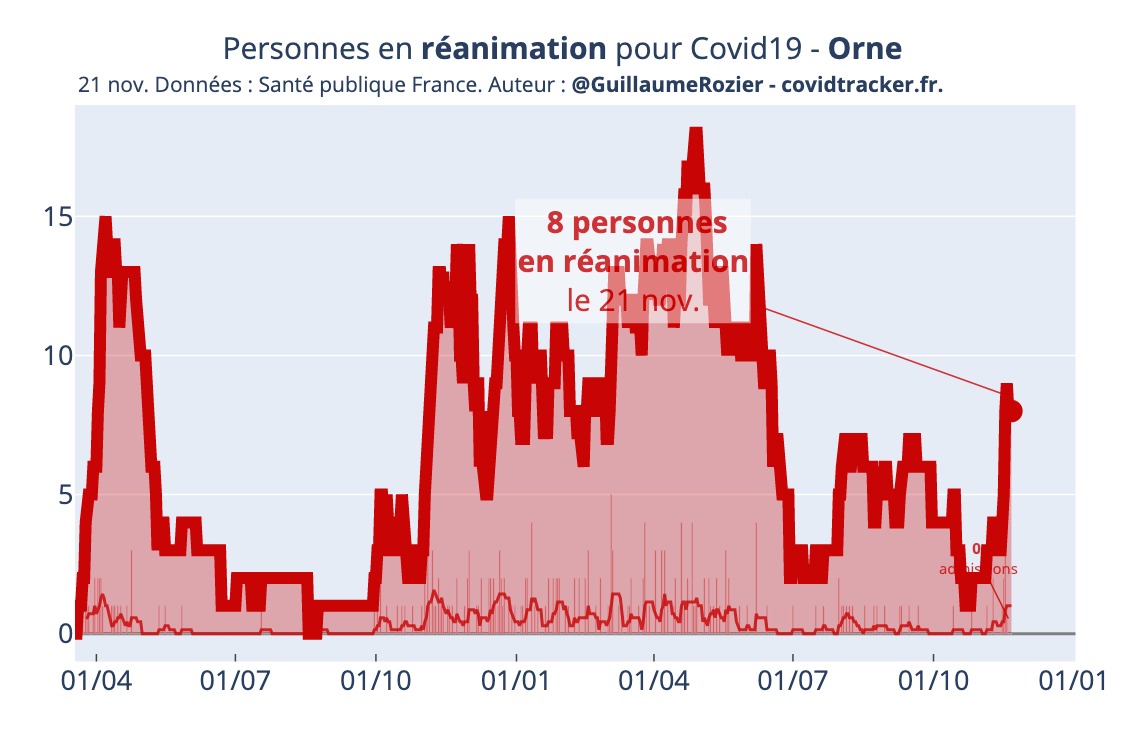 Personnes en réanimation pour Covid19 - Orne
21 nov. Données : Santé publique France. Auteur : @GuillaumeRozier - covidtracker.fr.
15
10
5
0
8 personnes
en réanimation
le 21 nov.
0
admissions
01/04
01/07
01/10
01/01
01/04
01/07
01/10
01/01